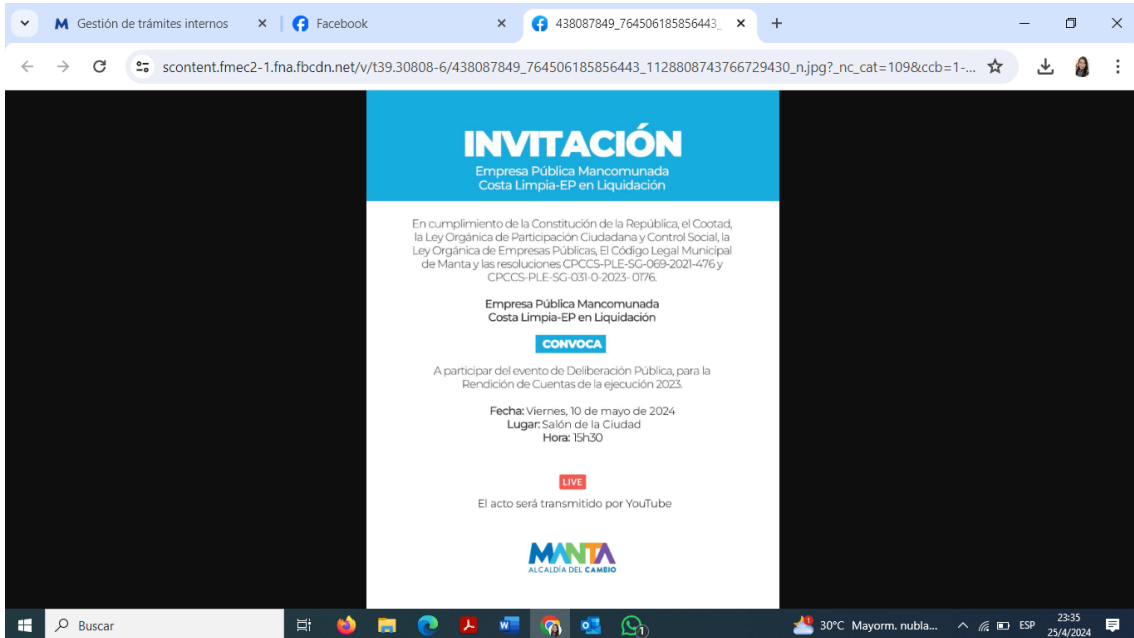 Gestión de trámites internos
Facebook
438087849_764506185856443_
scontent.fmec2-1.fna.fbcdn.net/v/t39.30808-6/438087849_764506185856443_1128808743766729430_n.jpg?_nc_cat=109&ccb=1-...
INVITACIÓN
Empresa Pública Mancomunada
Costa Limpia-EP en Liquidación
En cumplimiento de la Constitución de la República, el Cootad,
la Ley Orgánica de Participación Ciudadana y Control Social, la
Ley Orgánica de Empresas Públicas, El Código Legal Municipal
de Manta y las resoluciones CPCCS-PLE-SG-069-2021-476 y
CPCCS-PLE-SG-031-0-2023- 0176.
Empresa Pública Mancomunada
Costa Limpia-EP en Liquidación
CONVOCA
A participar del evento de Deliberación Pública, para la
Rendición de Cuentas de la ejecución 2023.
Fecha: Viernes, 10 de mayo de 2024
Lugar: Salón de la Ciudad
Hora: 15h30
LIVE
El acto será transmitido por YouTube
MANTA
ALCALDÍA DEL CAMBIO
Buscar
30°C Mayorm. nubla...
ESP
23:35
25/4/2024